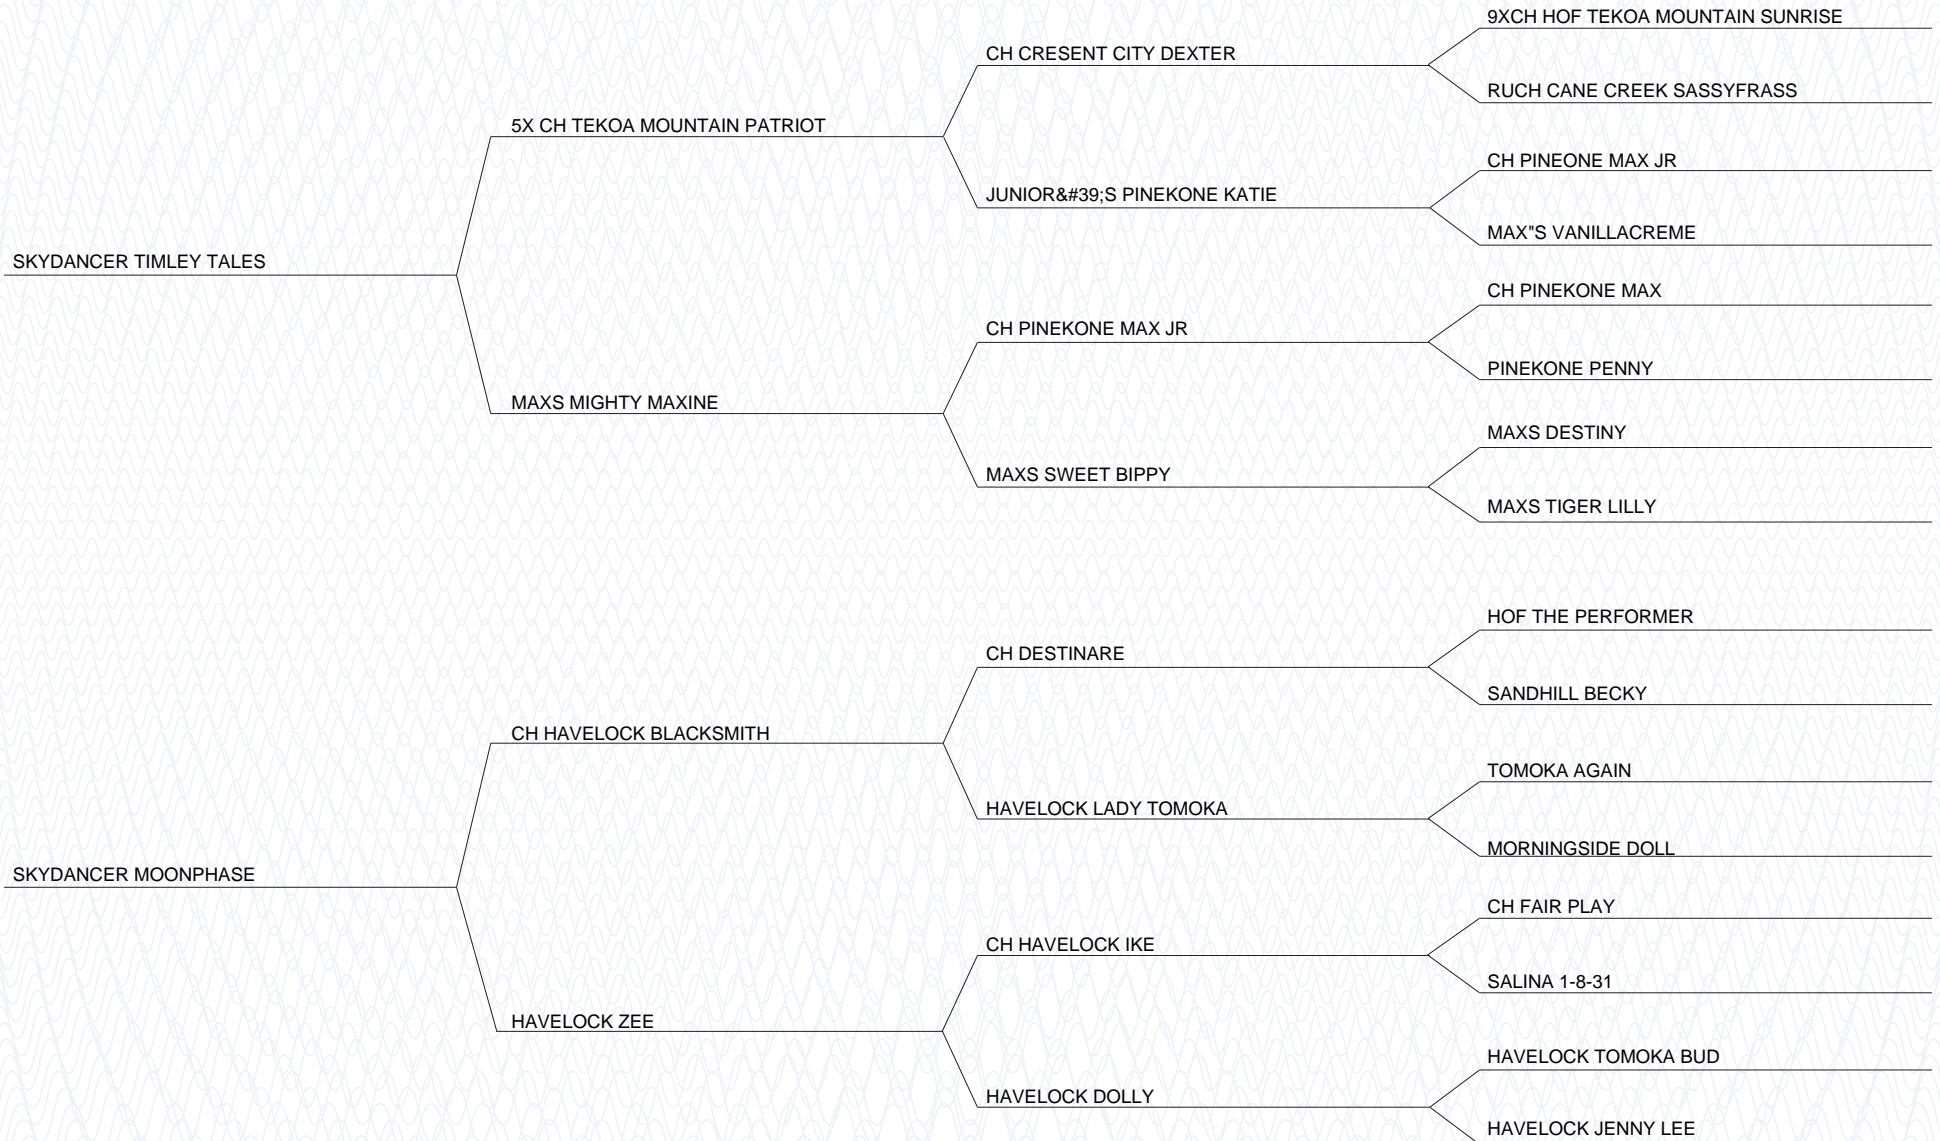 9XCH HOF TEKOA MOUNTAIN SUNRISE
CH CRESENT CITY DEXTER
RUCH CANE CREEK SASSYFRASS
5X CH TEKOA MOUNTAIN PATRIOT
CH PINEONE MAX JR
JUNIOR&#39;S PINEKONE KATIE
MAX"S VANILLACREME
SKYDANCER TIMLEY TALES
CH PINEKONE MAX
CH PINEKONE MAX JR
PINEKONE PENNY
MAXS MIGHTY MAXINE
MAXS DESTINY
MAXS SWEET BIPPY
MAXS TIGER LILLY
HOF THE PERFORMER
CH DESTINARE
SANDHILL BECKY
CH HAVELOCK BLACKSMITH
TOMOKA AGAIN
HAVELOCK LADY TOMOKA
MORNINGSIDE DOLL
SKYDANCER MOONPHASE
CH FAIR PLAY
CH HAVELOCK IKE
SALINA 1-8-31
HAVELOCK ZEE
HAVELOCK TOMOKA BUD
HAVELOCK DOLLY
HAVELOCK JENNY LEE